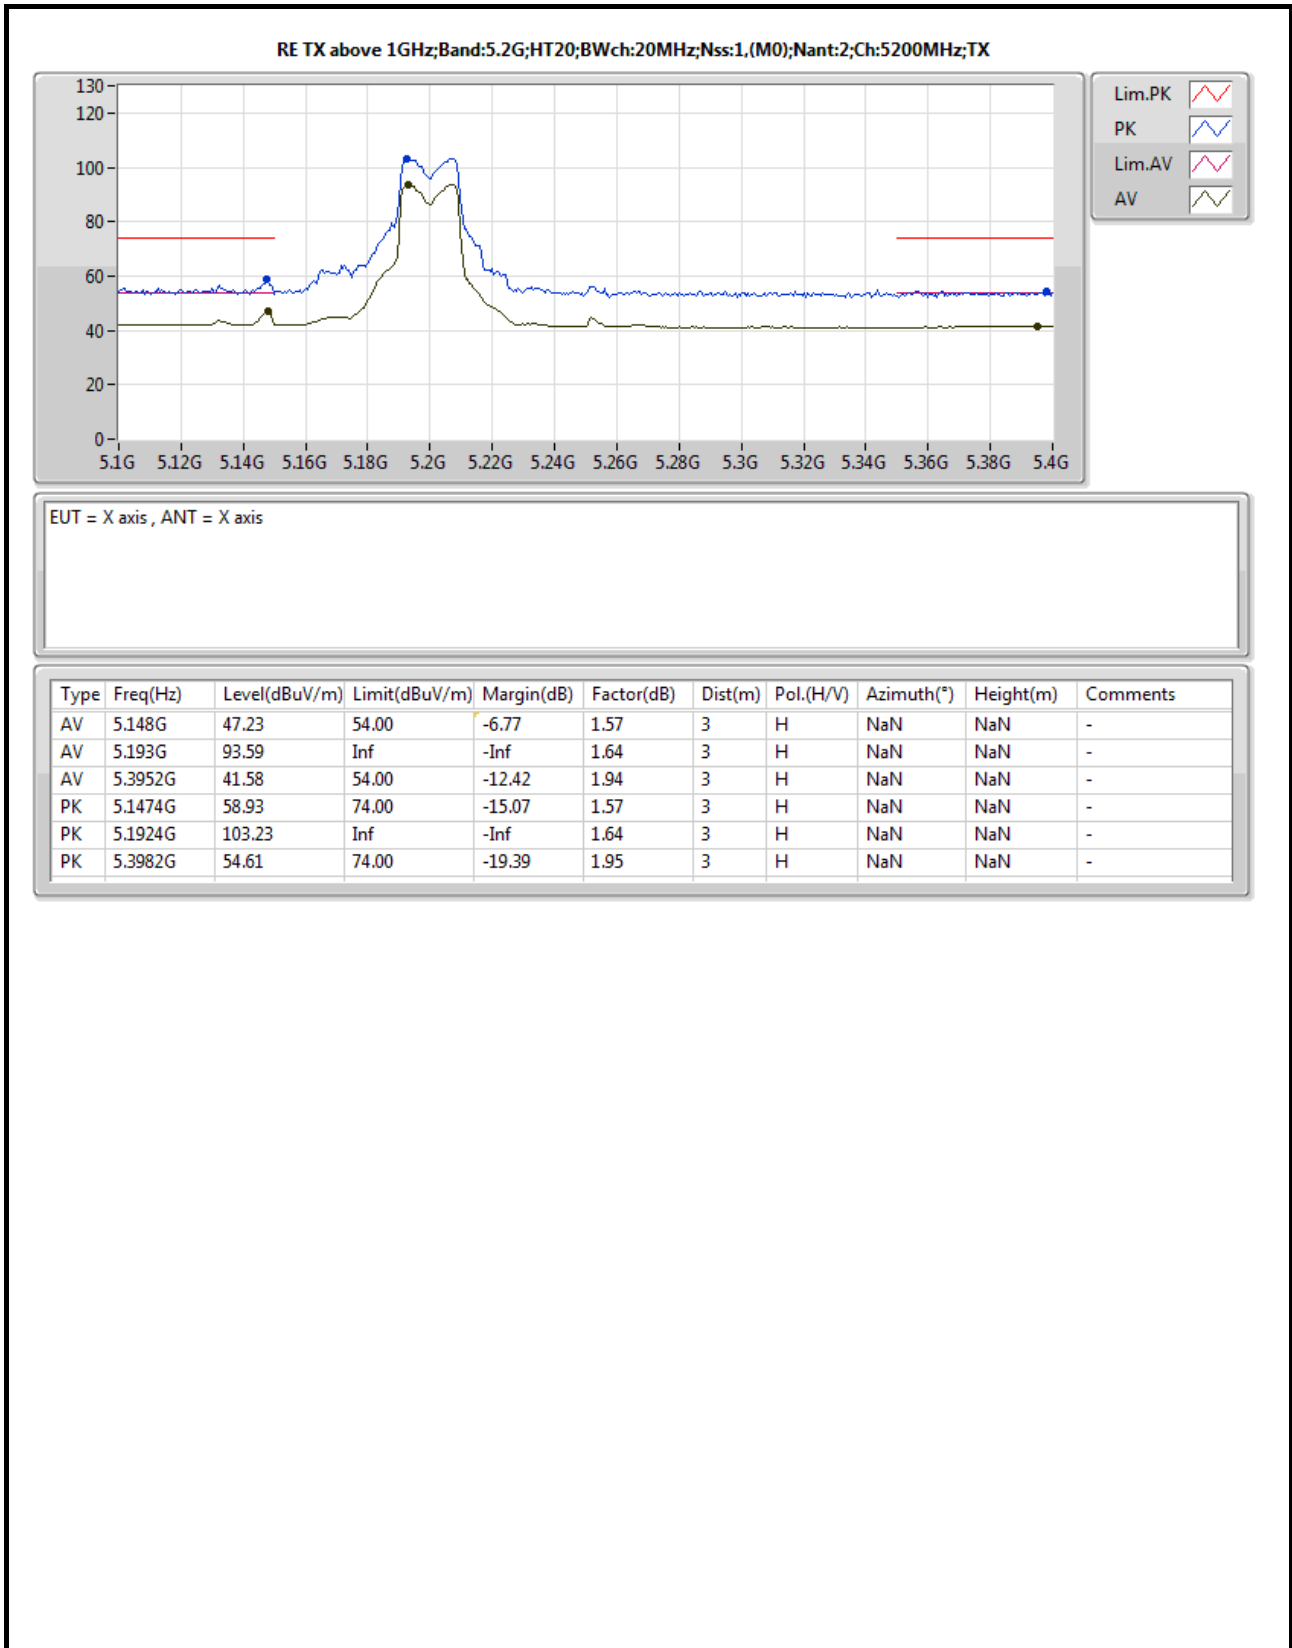 RE TX above 1GHz;Band:5.2G;HT20;BWch:20MHz;Nss:1,(M0);Nant:2;Ch:5200MHz;TX
130
120
100
80
60
40
20
0
5.1G 5.12G 5.14G 5.16G 5.18G 5.2G 5.22G 5.24G 5.26G 5.28G 5.3G 5.32G 5.34G 5.36G 5.38G 5.4G
Lim.PK
PK
Lim.AV
AV
EUT = X axis , ANT = X axis
Type Freq(Hz) Level(dBuV/m) Limit(dBuV/m) Margin(dB) Factor(dB) Dist(m) Pol.(H/V) Azimuth(°) Height(m) Comments
AV 5.148G 47.23 54.00 -6.77 1.57 3 H NaN NaN -
AV 5.193G 93.59 Inf -Inf 1.64 3 H NaN NaN -
AV 5.3952G 41.58 54.00 -12.42 1.94 3 H NaN NaN -
PK 5.1474G 58.93 74.00 -15.07 1.57 3 H NaN NaN -
PK 5.1924G 103.23 Inf -Inf 1.64 3 H NaN NaN -
PK 5.3982G 54.61 74.00 -19.39 1.95 3 H NaN NaN -